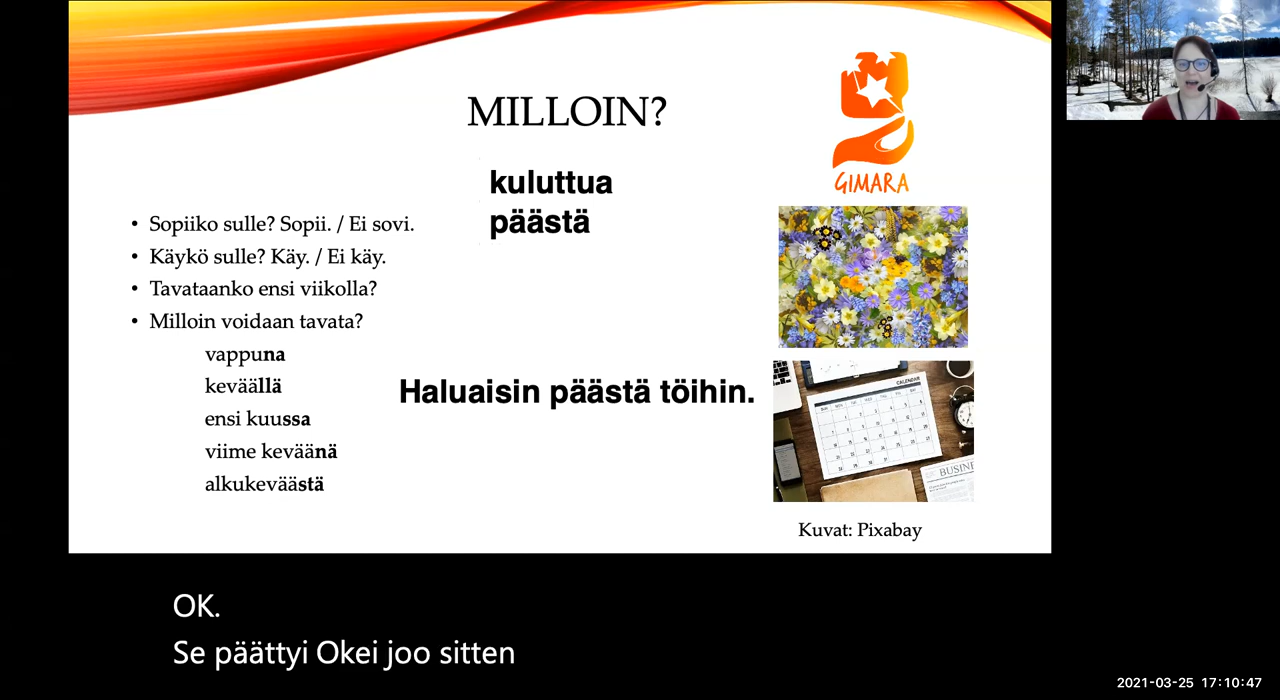 MILLOIN?
GIMARA
kuluttua
päästä
• Sopiiko sulle? Sopii. / Ei sovi.
• Käykö sulle? Käy. / Ei käy.
• Tavataanko ensi viikolla?
• Milloin voidaan tavata?
vappuna
keväällä
ensi kuussa
viime keväänä
alkukeväästä
Haluaisin päästä töihin.
CALENDAR
BUSINE
Kuvat: Pixabay
OK.
Se päättyi Okei joo sitten
2021-03-25 17:10:47